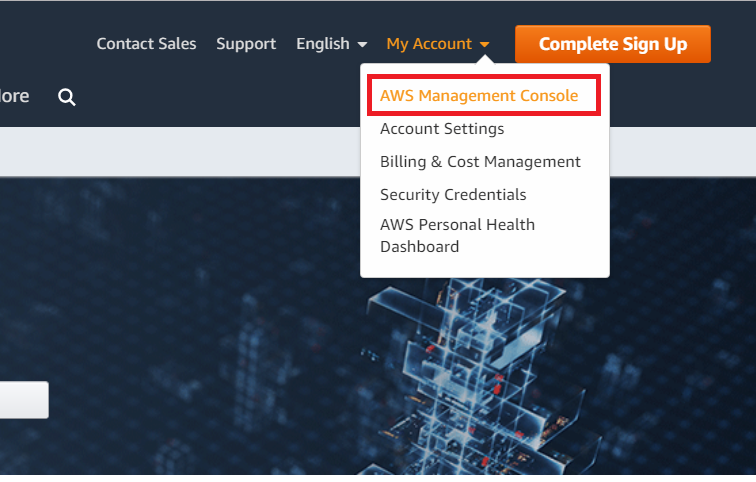 Contact Sales Support English My Account Complete Sign Up
AWS Management Console
Account Settings
Billing & Cost Management
Security Credentials
AWS Personal Health
Dashboard